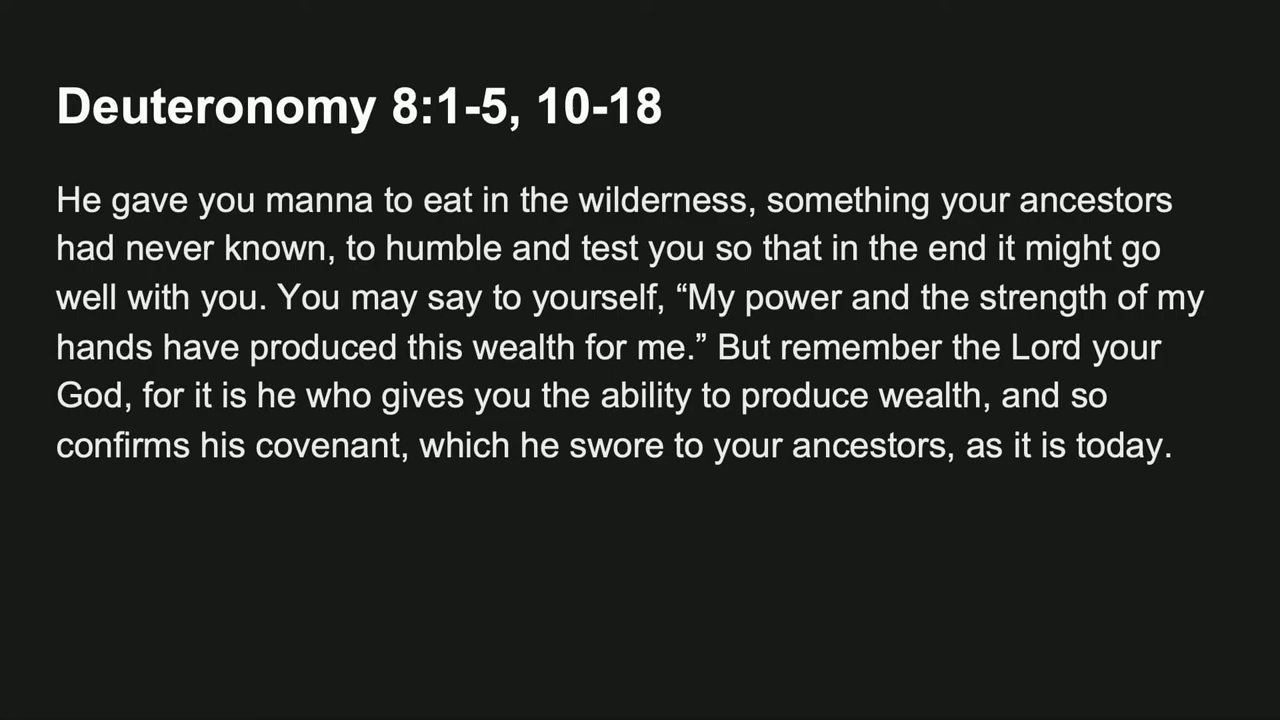 Deuteronomy 8:1-5, 10-18
He gave you manna to eat in the wilderness, something your ancestors
had never known, to humble and test you so that in the end it might go
well with you. You may say to yourself, “My power and the strength of my
hands have produced this wealth for me.” But remember the Lord your
God, for it is he who gives you the ability to produce wealth, and so
confirms his covenant, which he swore to your ancestors, as it is today.